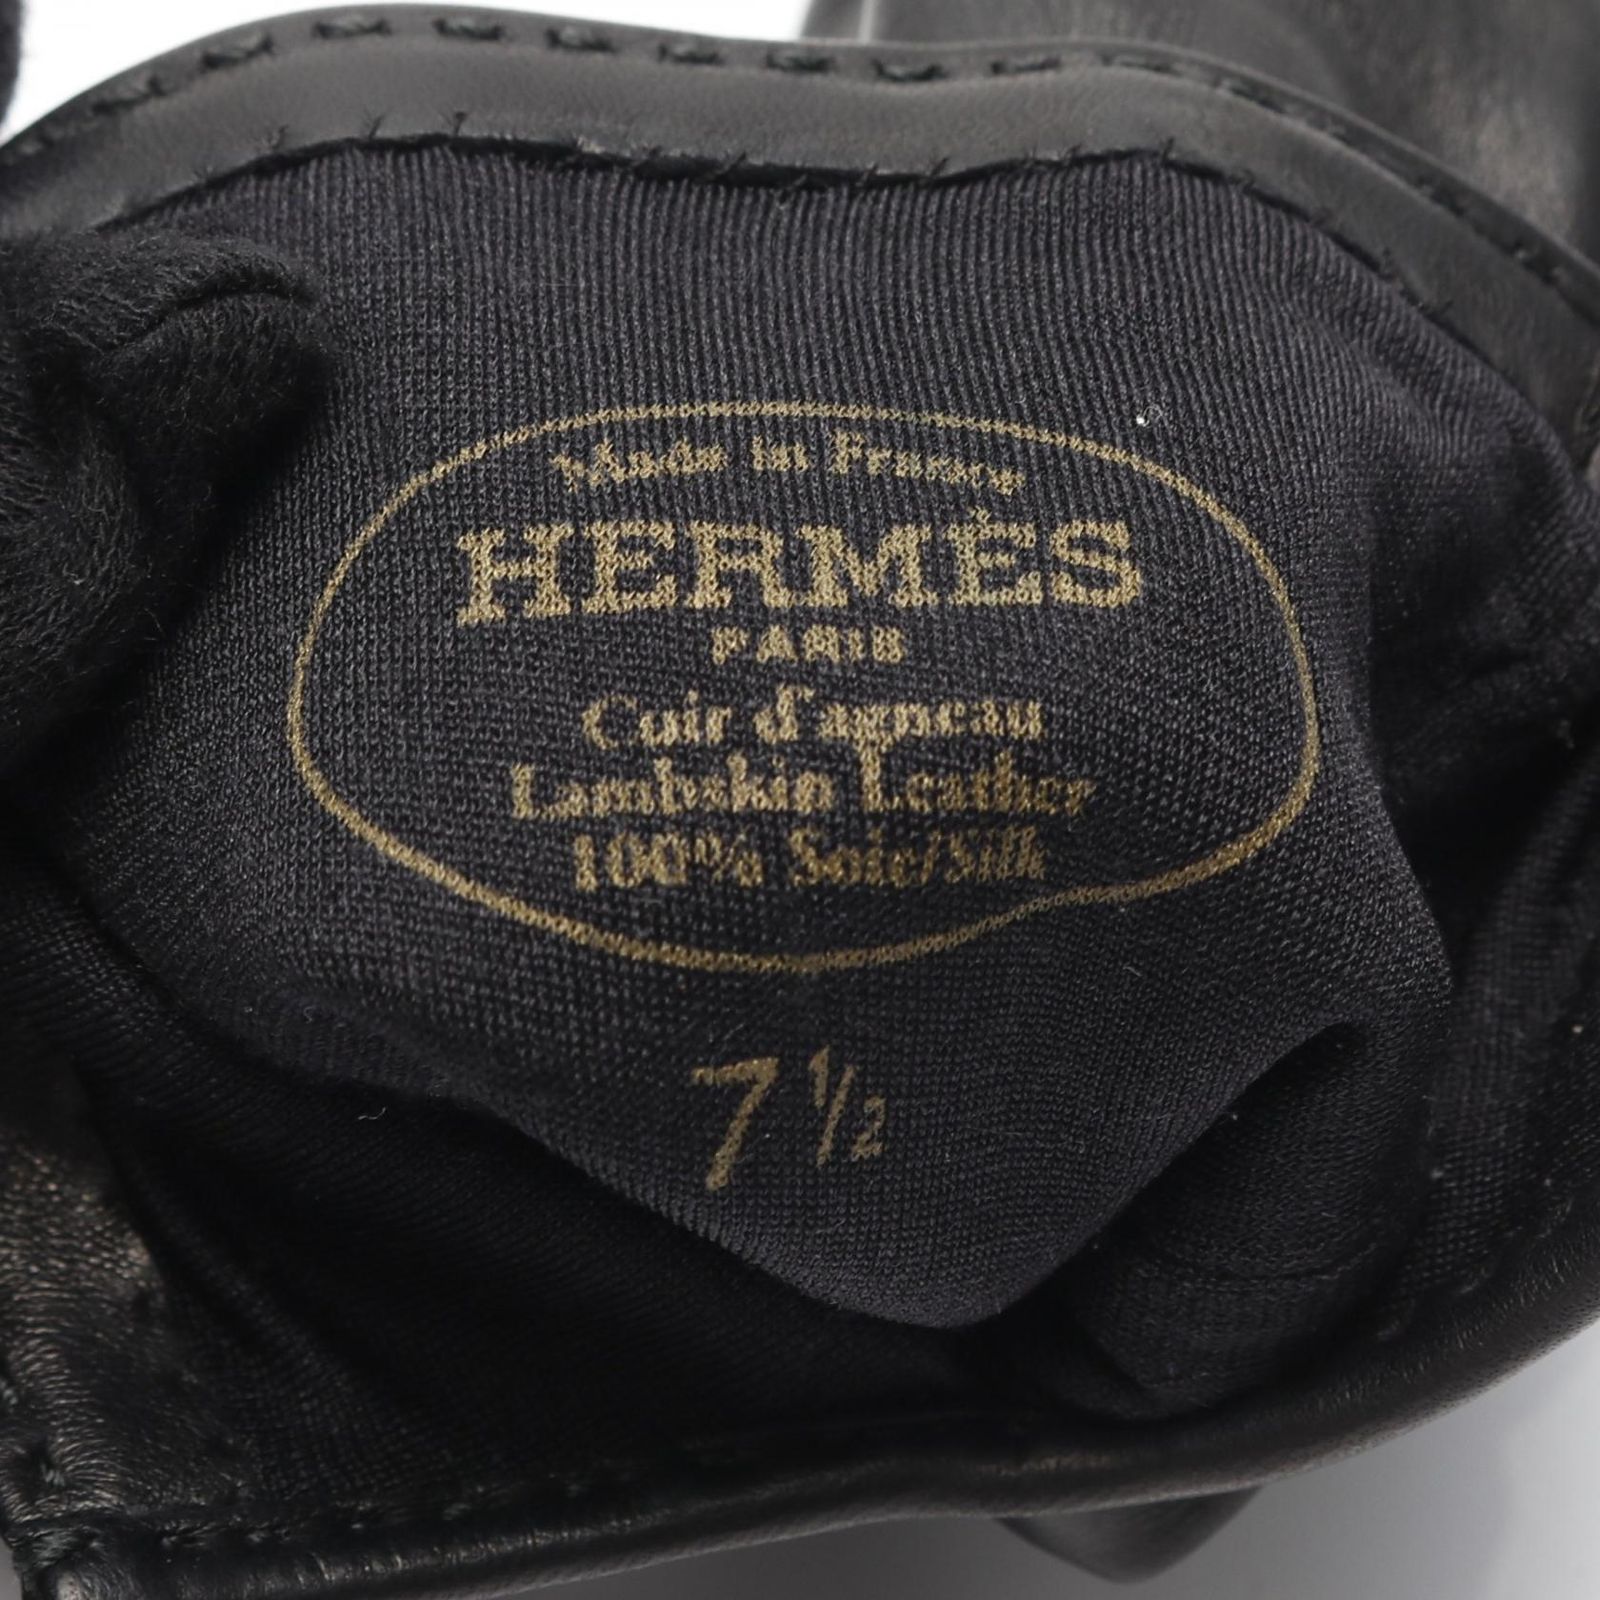 Made in France
HERMÈS
PARIS
Cuir d'agneau
Lambskin Leather
100% Soie/Silk
7 1/2